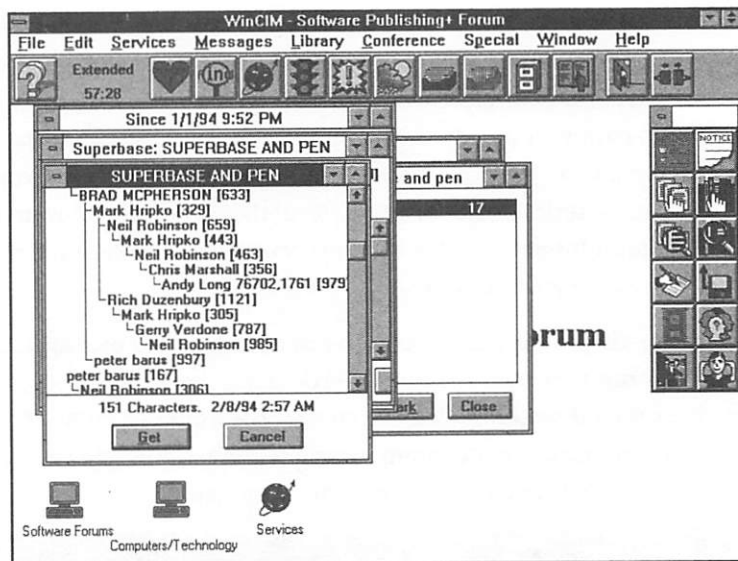 WinCIM - Software Publishing+ Forum
File Edit Services Messages Library Conference Special Window Help
Extended
57:28
Since 1/1/94 9:52 PM
Superbase: SUPERBASE AND PEN
SUPERBASE AND PEN
and pen
NOTICE
BRAD MCPHERSON [633]
17
Mark Hripko [329]
Neil Robinson [659]
Mark Hripko [443]
Neil Robinson [463]
Chris Marshall [356]
Andy Long 76702,1761 [979]
Rich Duzenbury [1121]
Mark Hripko [305]
Gerry Verdone [787]
Neil Robinson [985]
orum
peter barus [997]
peter barus [167]
Neil Robinson [306]
151 Characters. 2/8/94 2:57 AM
Get Cancel
Close
Software Forums
Computers/Technology
Services